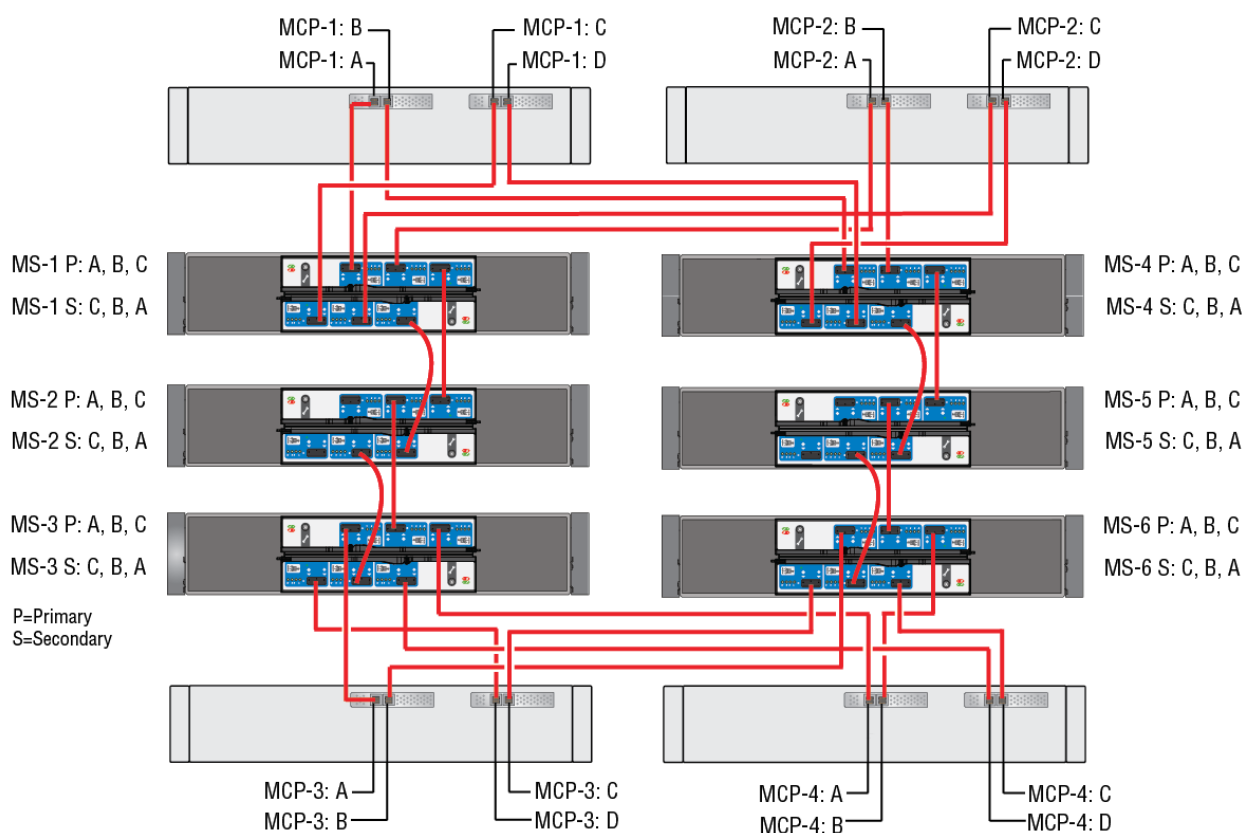 MCP-1: B
MCP-1: A
MCP-1: C
MCP-1: D
MCP-2: B
MCP-2: A
MCP-2: C
MCP-2: D
MS-1 P: A, B, C
MS-1 S: C, B, A
MS-4 P: A, B, C
MS-4 S: C, B, A
MS-2 P: A, B, C
MS-2 S: C, B, A
MS-5 P: A, B, C
MS-5 S: C, B, A
MS-3 P: A, B, C
MS-3 S: C, B, A
MS-6 P: A, B, C
MS-6 S: C, B, A
P=Primary
S=Secondary
MCP-3: A
MCP-3: B
MCP-3: C
MCP-3: D
MCP-4: A
MCP-4: B
MCP-4: C
MCP-4: D